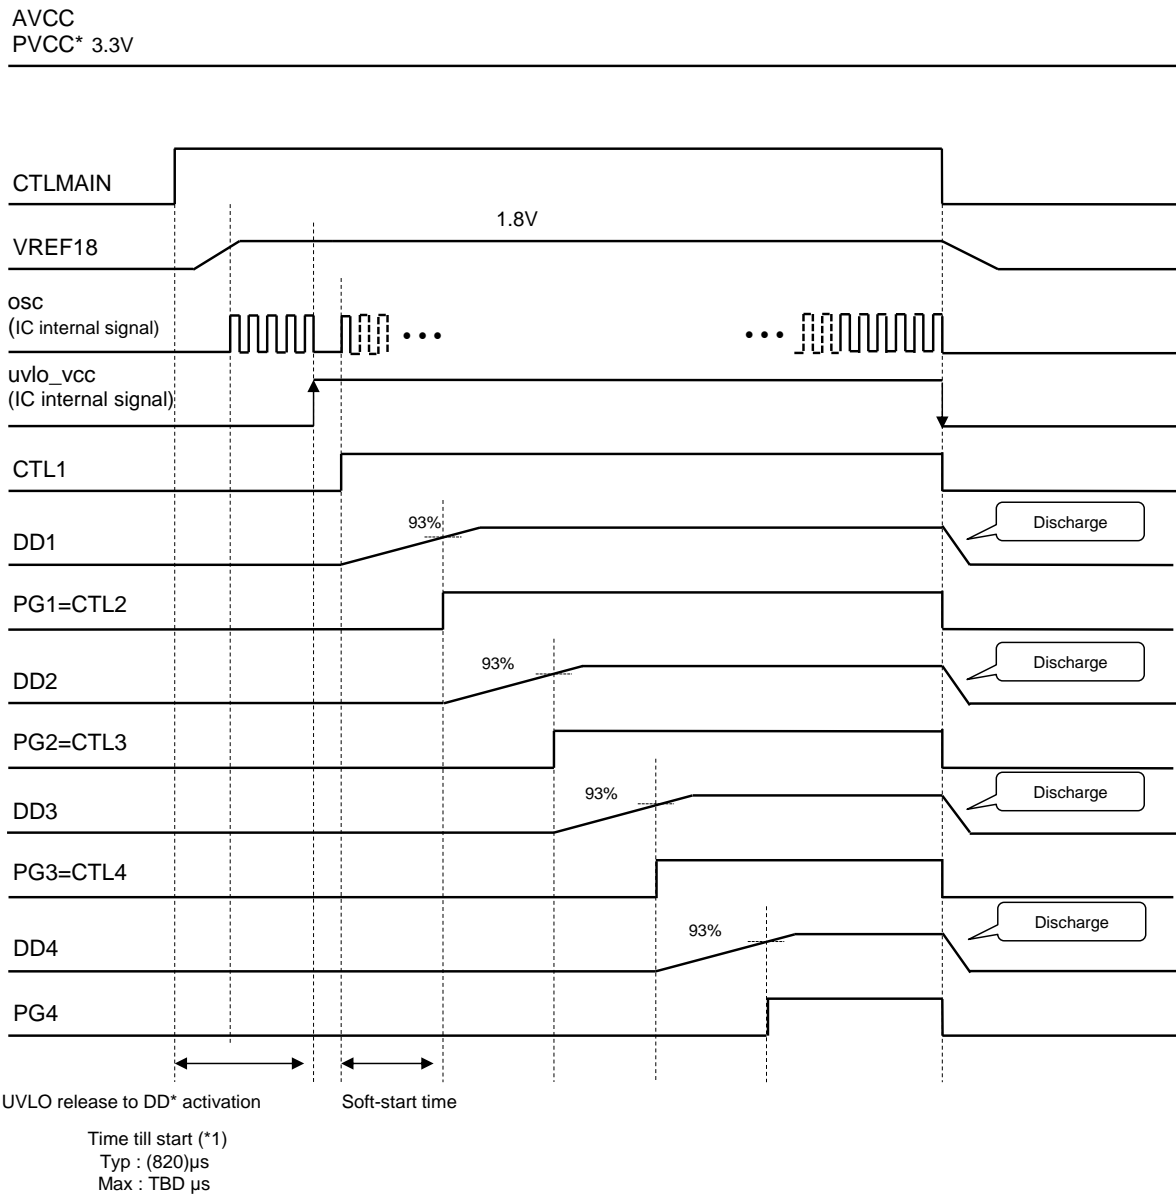 AVCC
PVCC* 3.3V
CTLMAIN
1.8V
VREF18
osc
(IC internal signal)
uvlo_vcc
(IC internal signal)
CTL1
93%
Discharge
DD1
PG1=CTL2
93%
Discharge
DD2
PG2=CTL3
93%
Discharge
DD3
PG3=CTL4
93%
Discharge
DD4
PG4
UVLO release to DD* activation
Soft-start time
Time till start (*1)
Typ : (820)µs
Max : TBD µs